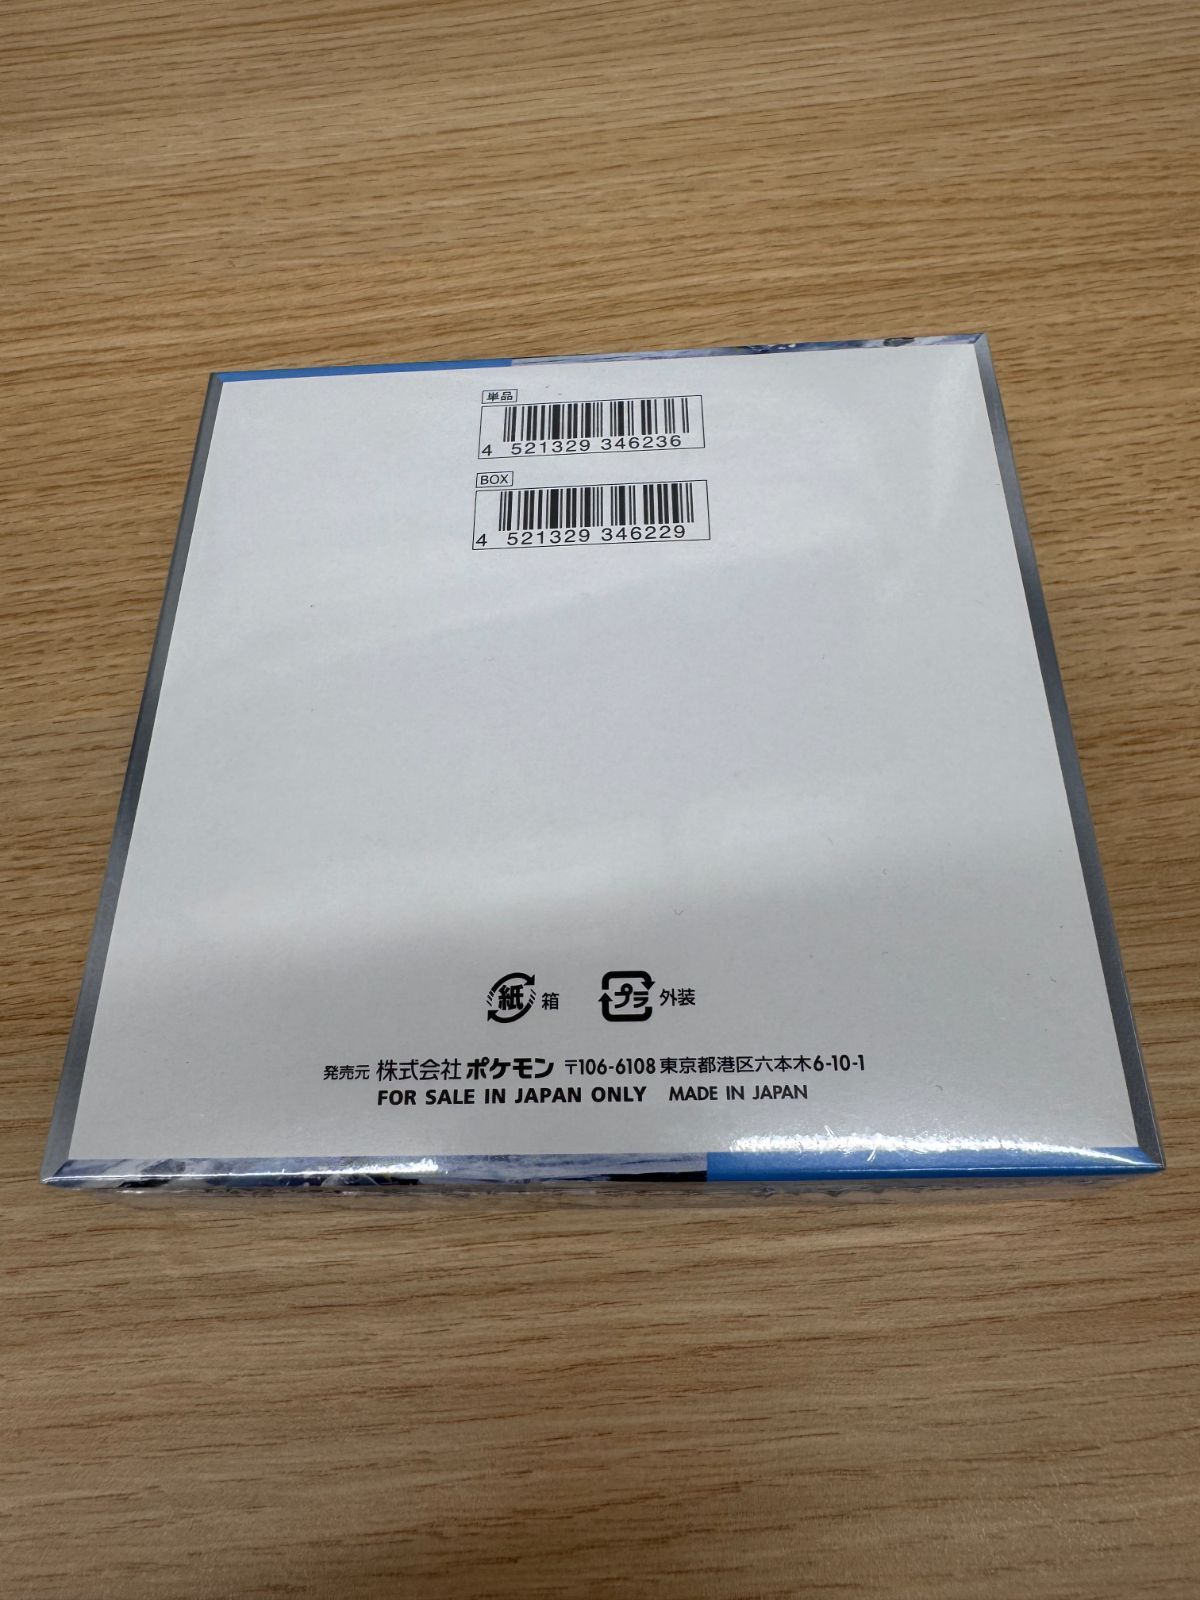 単品
4 521329 346236
BOX
4 521329 346229
紙 箱 プラ 外装
発売元 株式会社 ポケモン 〒106-6108 東京都港区六本木6-10-1
FOR SALE IN JAPAN ONLY MADE IN JAPAN